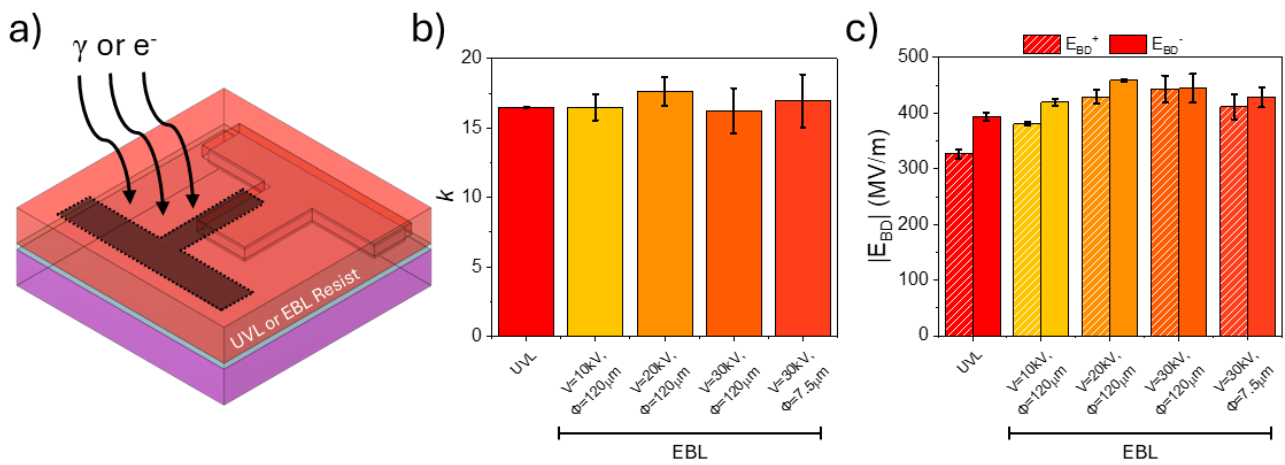 a)
γ or e⁻
UVL or EBL Resist
b)
k
20
15
10
5
0
UVL
V=10kV,
Φ=120μm
V=20kV,
Φ=120μm
V=30kV,
Φ=120μm
V=30kV,
Φ=7.5μm
EBL
c)
E_BD⁺ E_BD⁻
|E_BD| (MV/m)
500
400
300
200
100
0
UVL
V=10kV,
Φ=120μm
V=20kV,
Φ=120μm
V=30kV,
Φ=120μm
V=30kV,
Φ=7.5μm
EBL